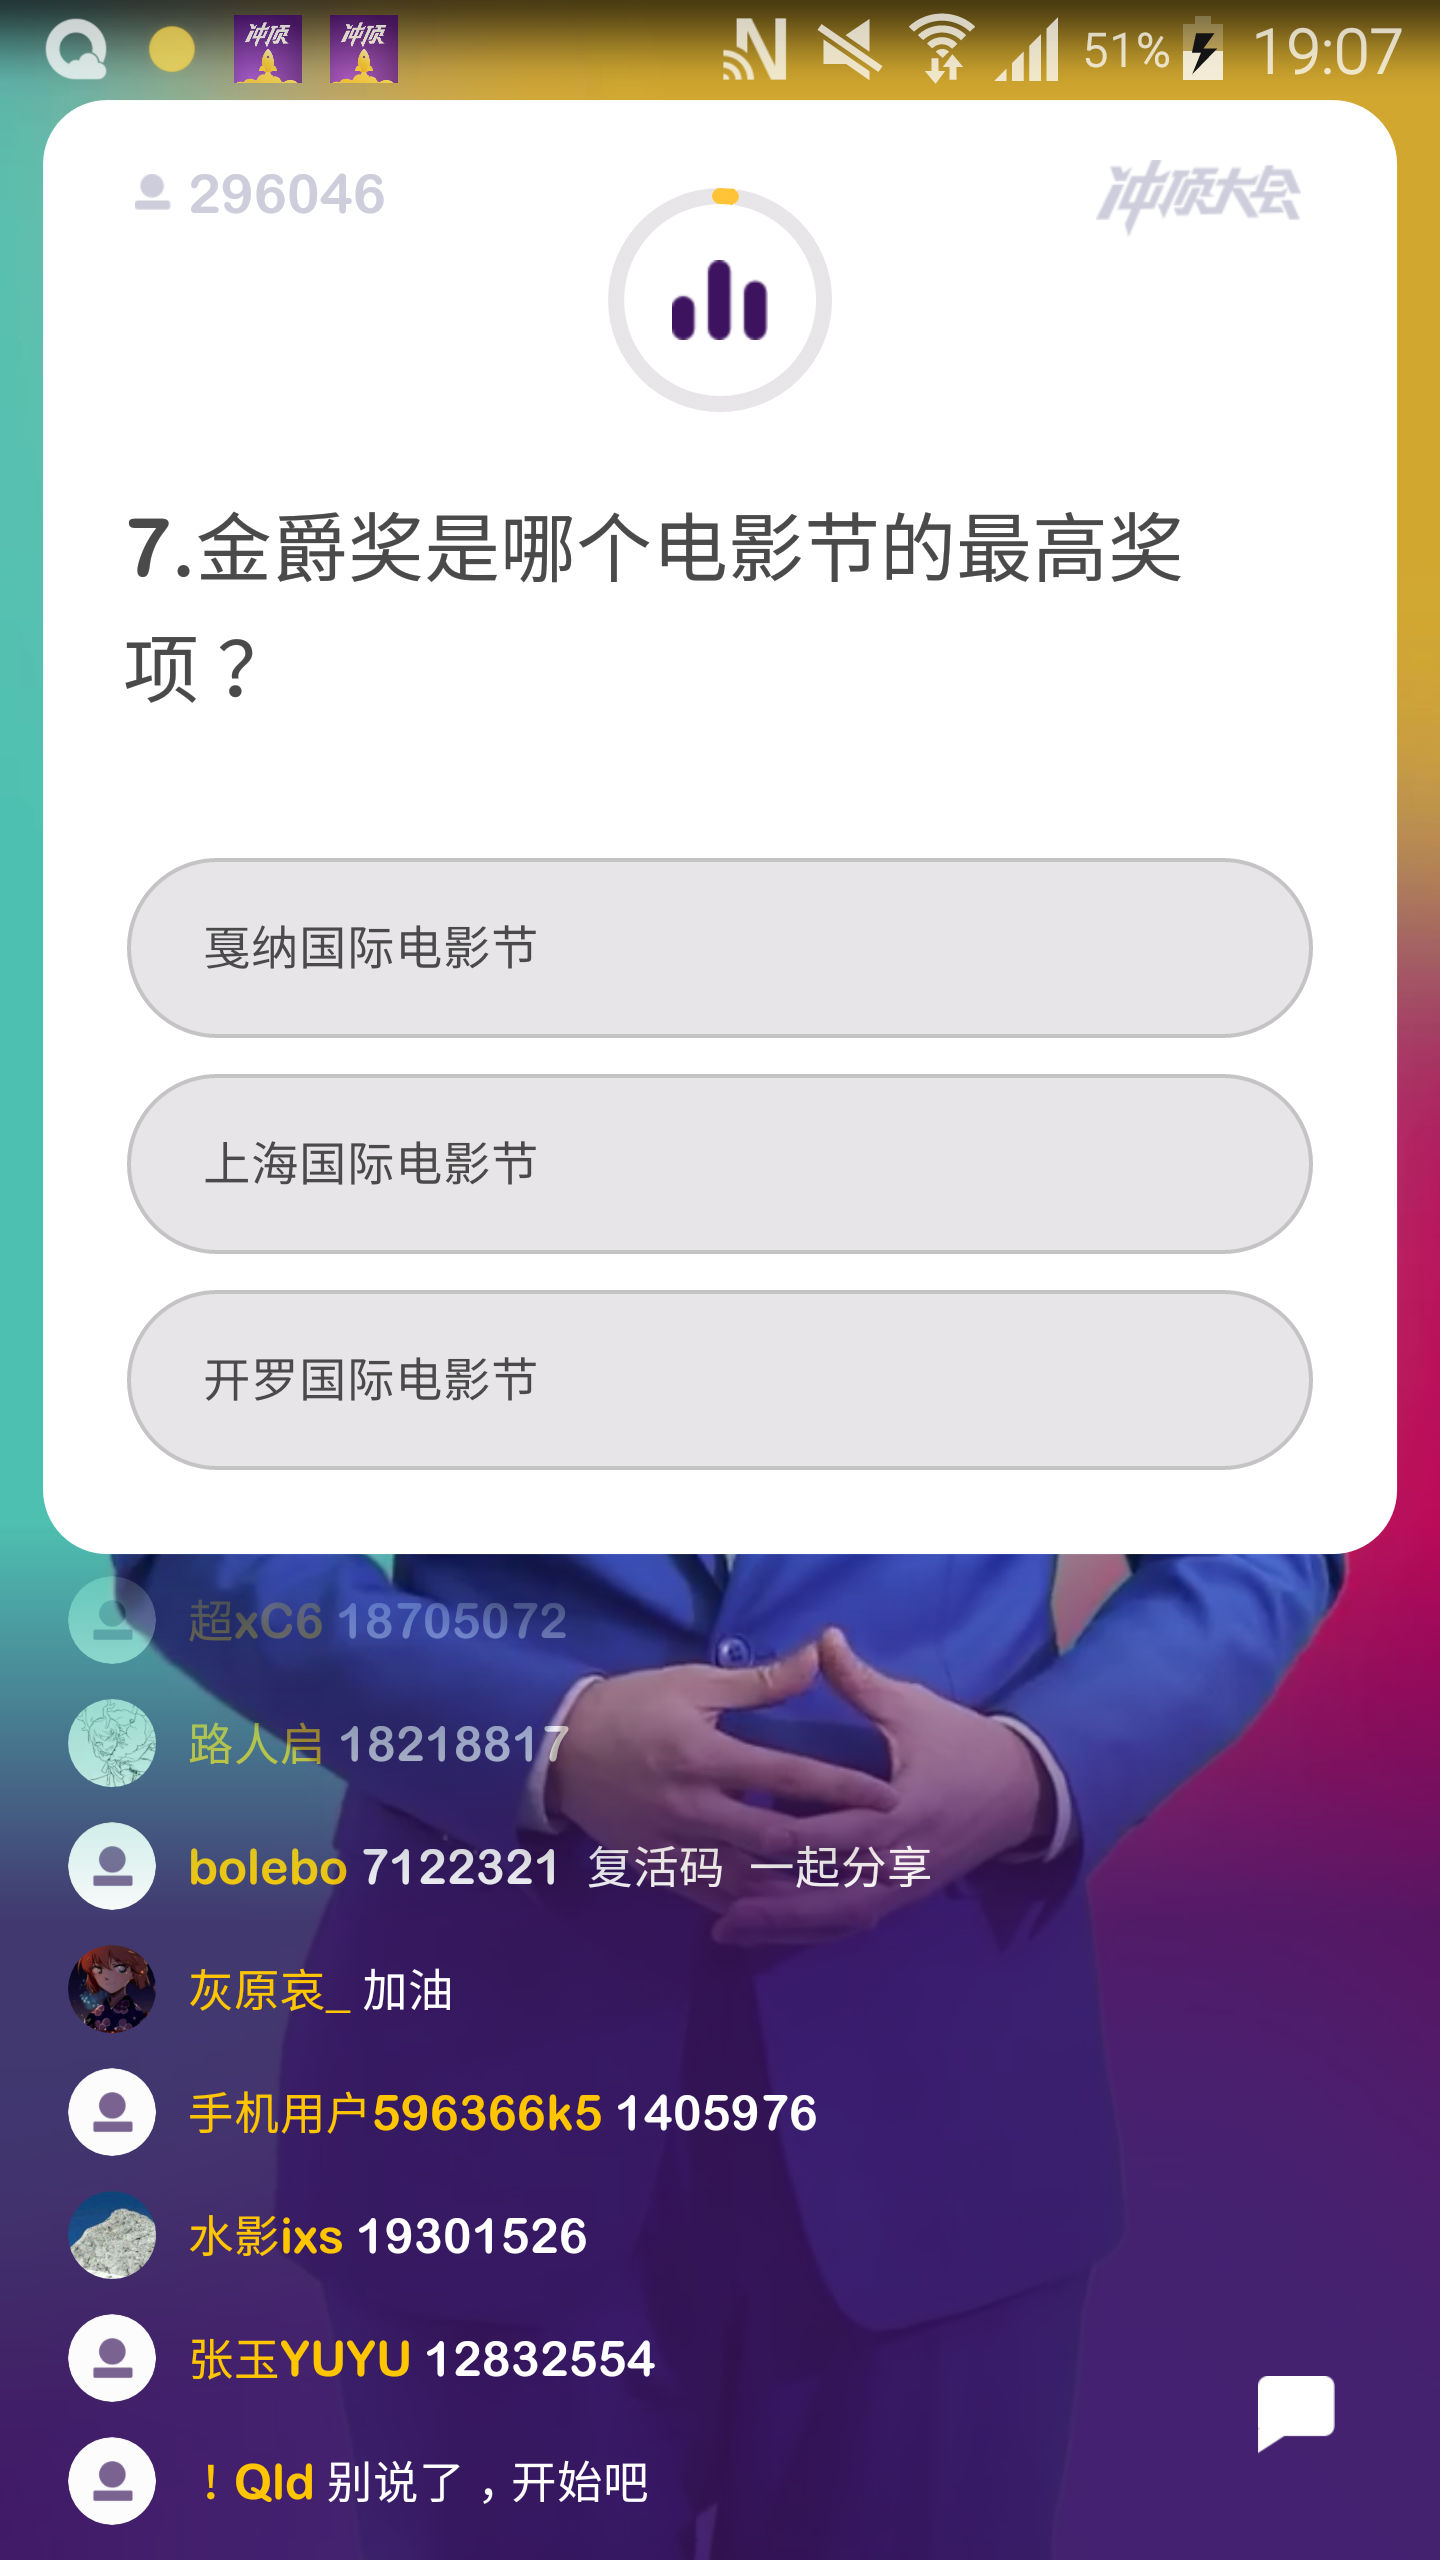 冲顶
冲顶
51%
19:07
296046
冲顶大会
7.金爵奖是哪个电影节的最高奖
项？
戛纳国际电影节
上海国际电影节
开罗国际电影节
超xC6 18705072
路人启 18218817
bolebo 7122321 复活码 一起分享
灰原哀_ 加油
手机用户596366k5 1405976
水影ixs 19301526
张玉YUYU 12832554
！Qld 别说了，开始吧